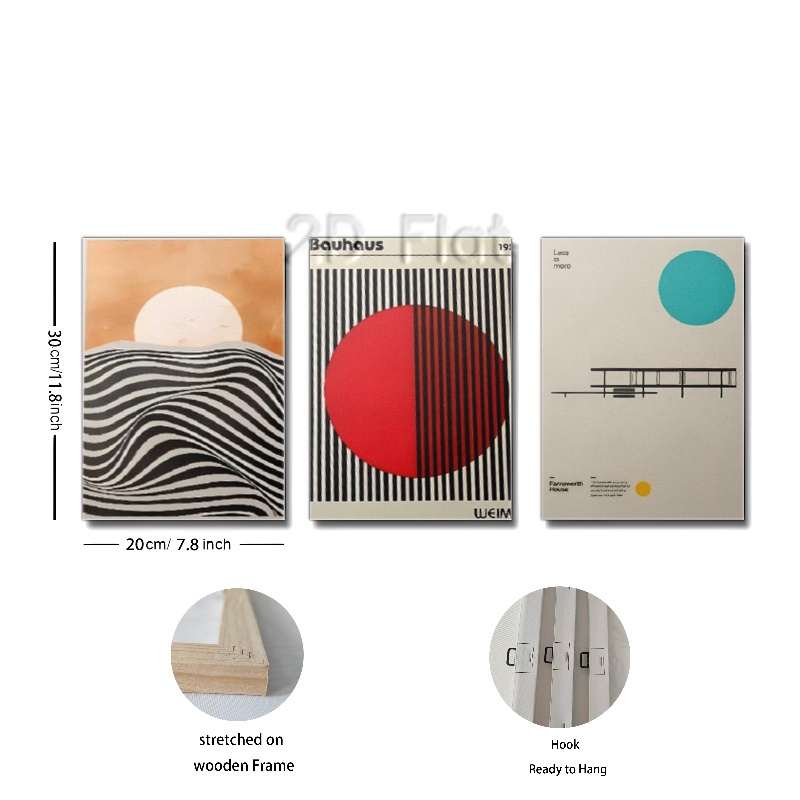 2D Flat
Bauhaus
192
WEIM
Less
is
more
Farnsworth
House
30cm/11.8inch
20cm/ 7.8 inch
stretched on
wooden Frame
Hook
Ready to Hang